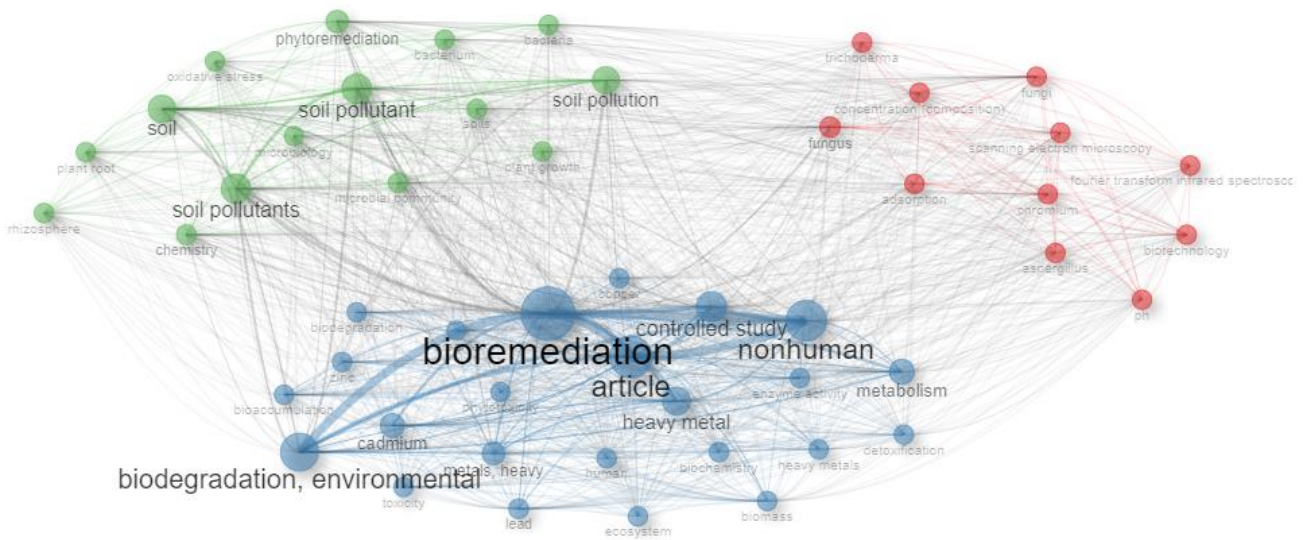 phytoremediation
bacterium
bacteria
trichoderma
oxidative stress
fungi
soil pollutant
soil pollution
concentration (composition)
soil
soils
fungus
scanning electron microscopy
microbiology
plant root
plant growth
fourier transform infrared spectrosco
soil pollutants
microbial community
adsorption
chromium
rhizosphere
chemistry
biotechnology
aspergillus
copper
ph
biodegradation
controlled study
bioremediation
nonhuman
zinc
article
enzyme activity
metabolism
bioaccumulation
heavy metal
cadmium
detoxification
biodegradation, environmental
metals, heavy
human
biochemistry
heavy metals
toxicity
lead
ecosystem
biomass